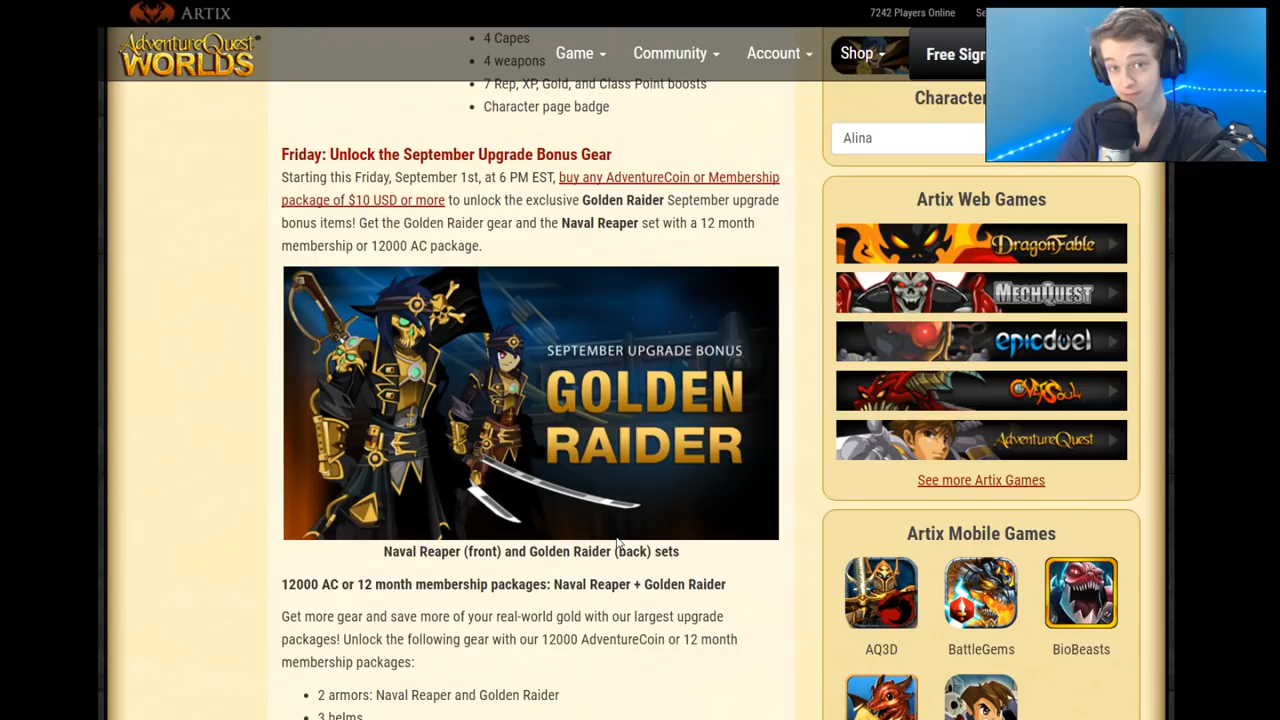 ARTIX
7242 Players Online
Se
AdventureQuest
WORLDS
Game
Community
Account
Shop
Free Sign
4 Capes
4 weapons
7 Rep, XP, Gold, and Class Point boosts
Character page badge
Friday: Unlock the September Upgrade Bonus Gear
Starting this Friday, September 1st, at 6 PM EST, buy any AdventureCoin or Membership
package of $10 USD or more to unlock the exclusive Golden Raider September upgrade
bonus items! Get the Golden Raider gear and the Naval Reaper set with a 12 month
membership or 12000 AC package.
SEPTEMBER UPGRADE BONUS
GOLDEN
RAIDER
Naval Reaper (front) and Golden Raider (back) sets
12000 AC or 12 month membership packages: Naval Reaper + Golden Raider
Get more gear and save more of your real-world gold with our largest upgrade
packages! Unlock the following gear with our 12000 AdventureCoin or 12 month
membership packages:
2 armors: Naval Reaper and Golden Raider
3 helms
Character
Alina
Artix Web Games
DragonFable
MechQuest
epicduel
OverSoul
AdventureQuest
See more Artix Games
Artix Mobile Games
AQ3D
BattleGems
BioBeasts